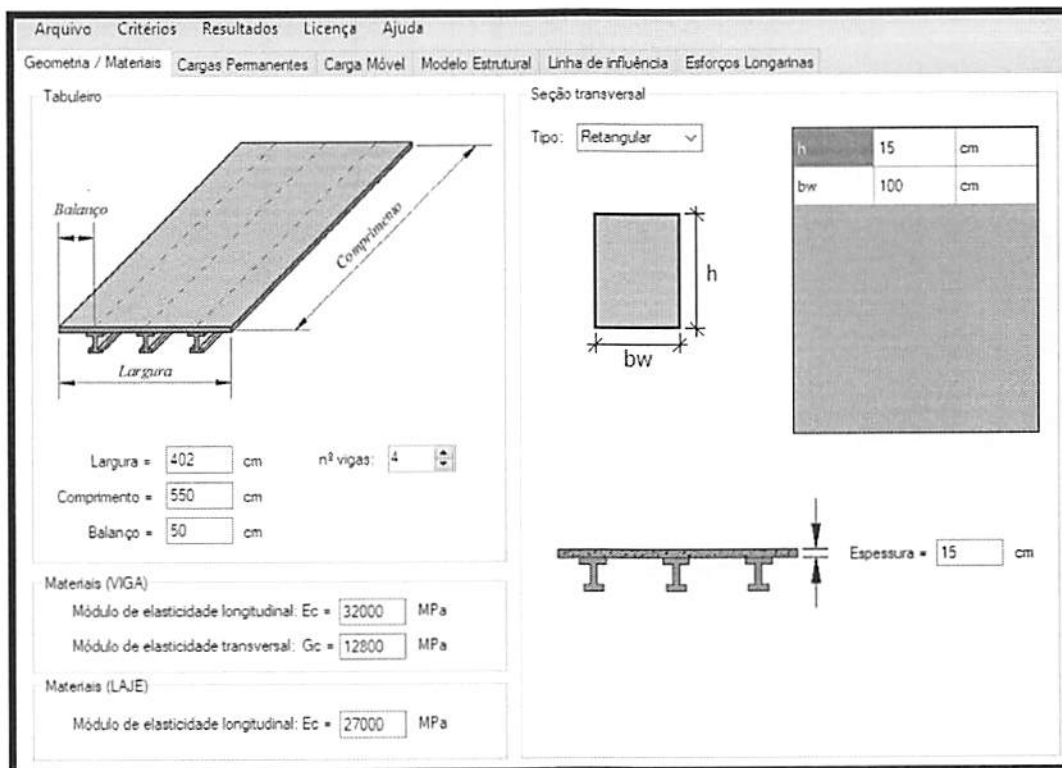 Arquivo Critérios Resultados Licença Ajuda
Geometria / Materiais Cargas Permanentes Carga Móvel Modelo Estrutural Linha de influência Esforços Longarinas
Tabuleiro
Balanço
Comprimento
Largura
Largura = 402 cm nº vigas: 4
Comprimento = 550 cm
Balanço = 50 cm
Materiais (VIGA)
Módulo de elasticidade longitudinal: Ec = 32000 MPa
Módulo de elasticidade transversal: Gc = 12800 MPa
Materiais (LAJE)
Módulo de elasticidade longitudinal: Ec = 27000 MPa
Seção transversal
Tipo: Retangular
h 15 cm
bw 100 cm
h
bw
Espessura = 15 cm